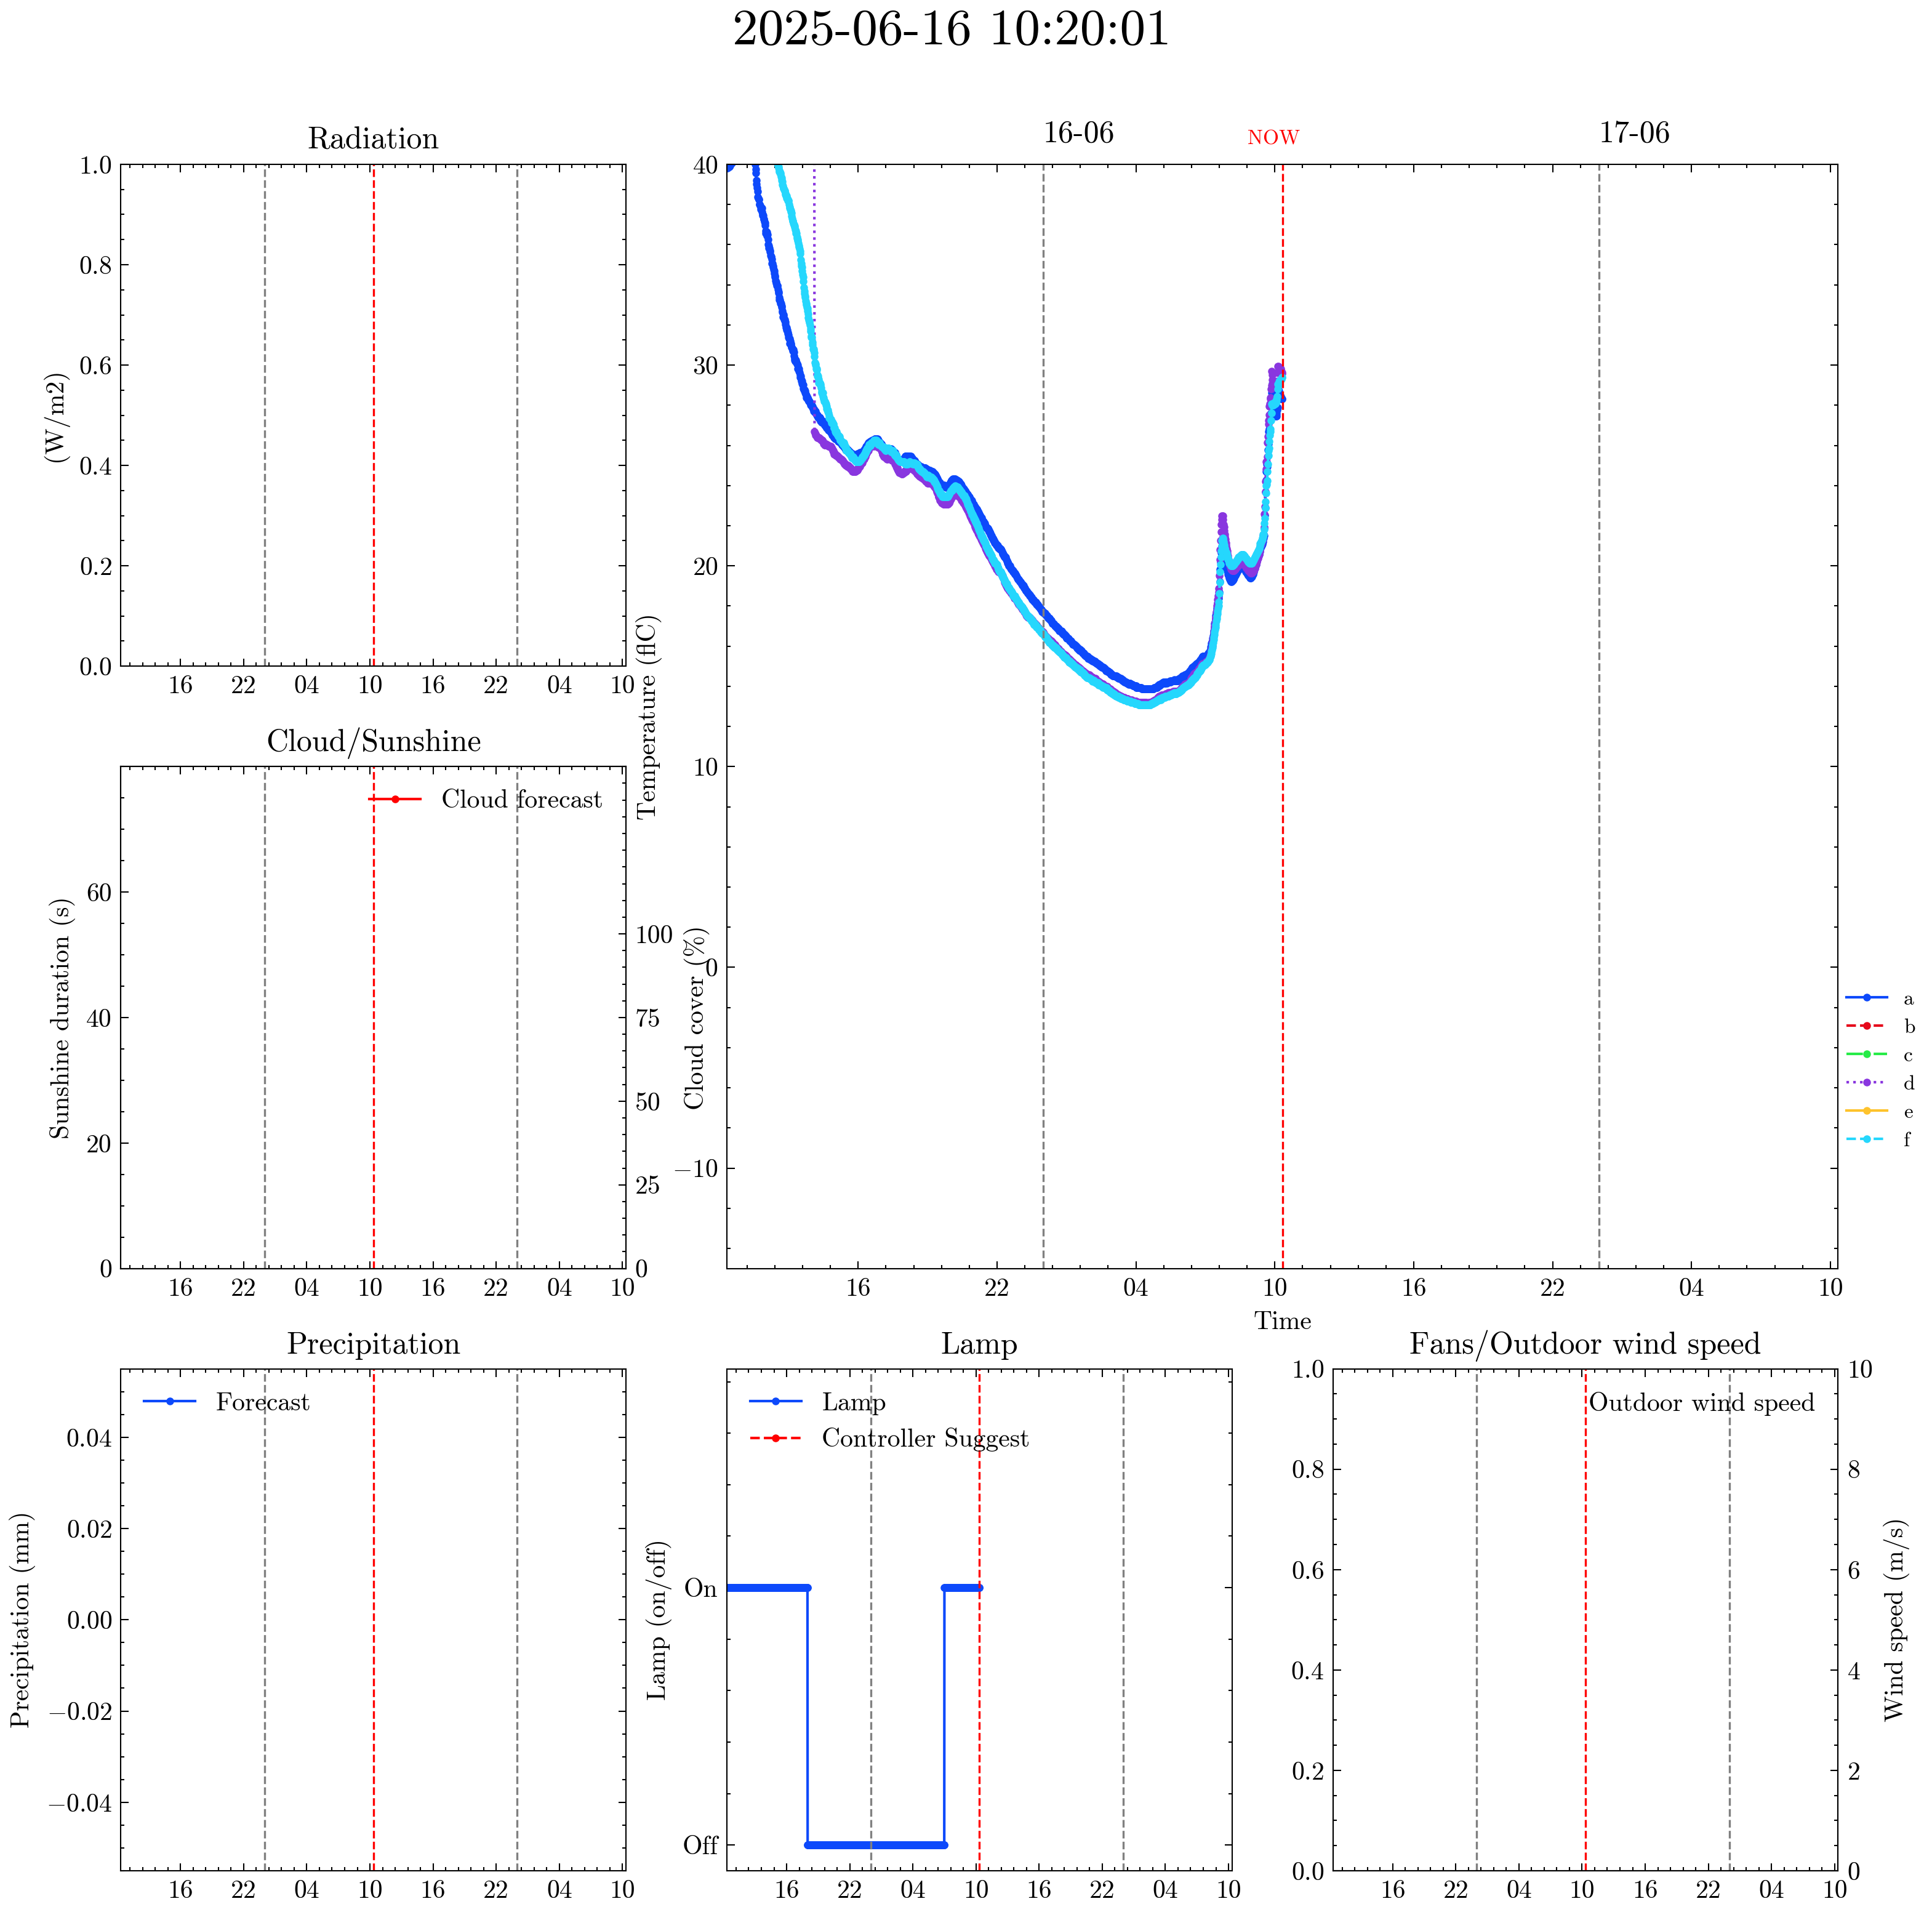 2025-06-16 10:20:01
Radiation
(W/m2)
1.0
0.8
0.6
0.4
0.2
0.0
16 22 04 10 16 22 04 10
16-06
NOW
17-06
Temperature (flC)
40
30
20
10
0
−10
16 22 04 10 16 22 04 10
Time
a
b
c
d
e
f
Cloud/Sunshine
Cloud forecast
Sunshine duration (s)
60
40
20
0
Cloud cover (%)
100
75
50
25
0
16 22 04 10 16 22 04 10
Precipitation
Forecast
Precipitation (mm)
0.04
0.02
0.00
−0.02
−0.04
16 22 04 10 16 22 04 10
Lamp
Lamp
Controller Suggest
Lamp (on/off)
On
Off
16 22 04 10 16 22 04 10
Fans/Outdoor wind speed
Outdoor wind speed
1.0
0.8
0.6
0.4
0.2
0.0
10
8
6
4
2
0
Wind speed (m/s)
16 22 04 10 16 22 04 10